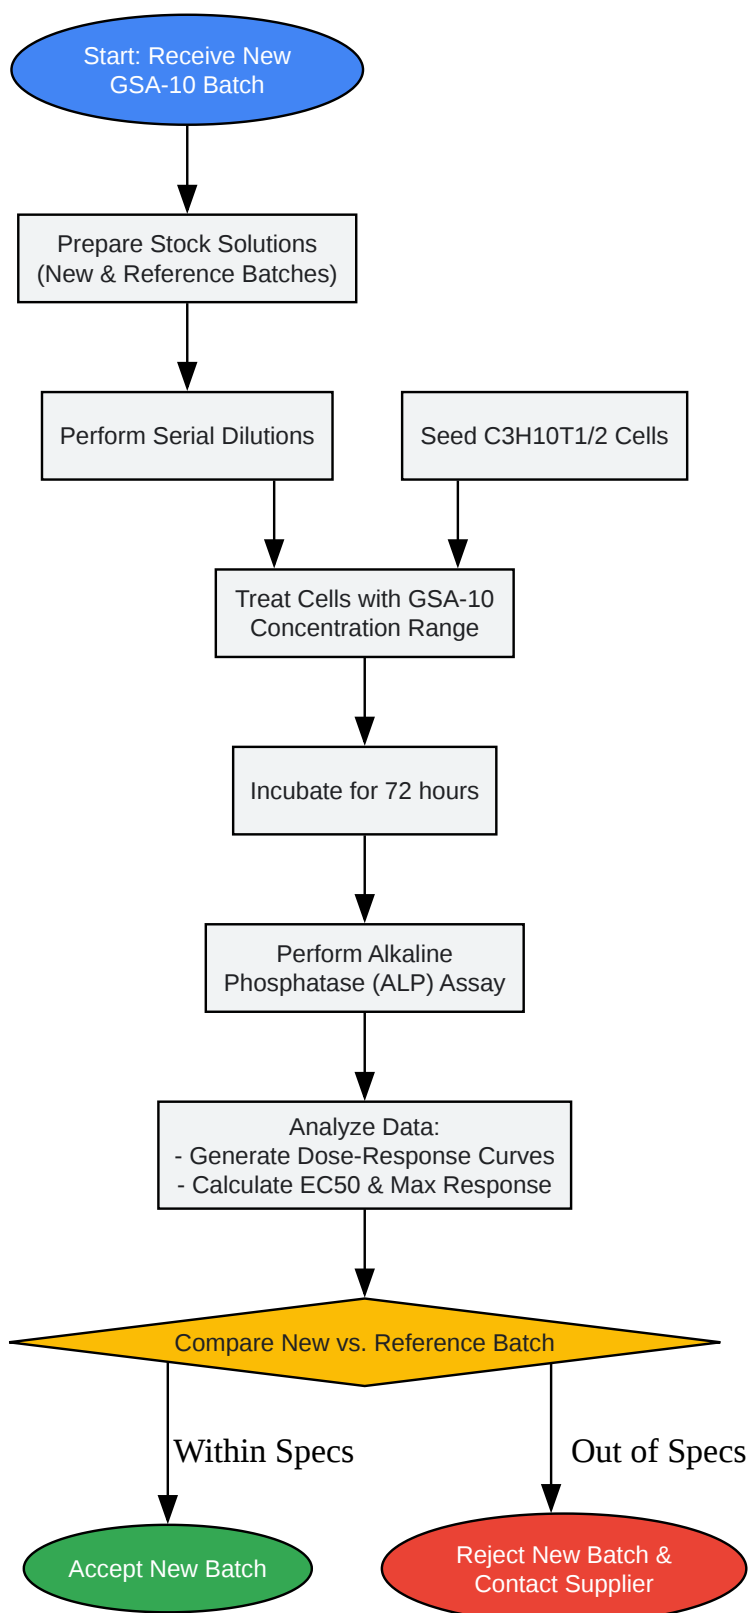 Start: Receive New
GSA-10 Batch
Prepare Stock Solutions
(New & Reference Batches)
Perform Serial Dilutions
Seed C3H10T1/2 Cells
Treat Cells with GSA-10
Concentration Range
Incubate for 72 hours
Perform Alkaline
Phosphatase (ALP) Assay
Analyze Data:
- Generate Dose-Response Curves
- Calculate EC50 & Max Response
Compare New vs. Reference Batch
Within Specs
Out of Specs
Accept New Batch
Reject New Batch &
Contact Supplier